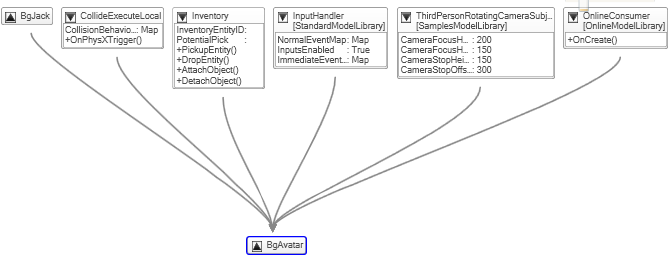 BgJack
CollideExecuteLocal
CollisionBehavio..: Map
+OnPhysXTrigger()
Inventory
InventoryEntityID:
PotentialPick :
+PickupEntity()
+DropEntity()
+AttachObject()
+DetachObject()
InputHandler
[StandardModelLibrary]
NormalEventMap: Map
InputsEnabled : True
ImmediateEvent..: Map
ThirdPersonRotatingCameraSubj..
[SamplesModelLibrary]
CameraFocusH.. : 200
CameraFocusH.. : 150
CameraStopHei.. : 150
CameraStopOffs.. : 300
OnlineConsumer
[OnlineModelLibrary]
+OnCreate()
BgAvatar